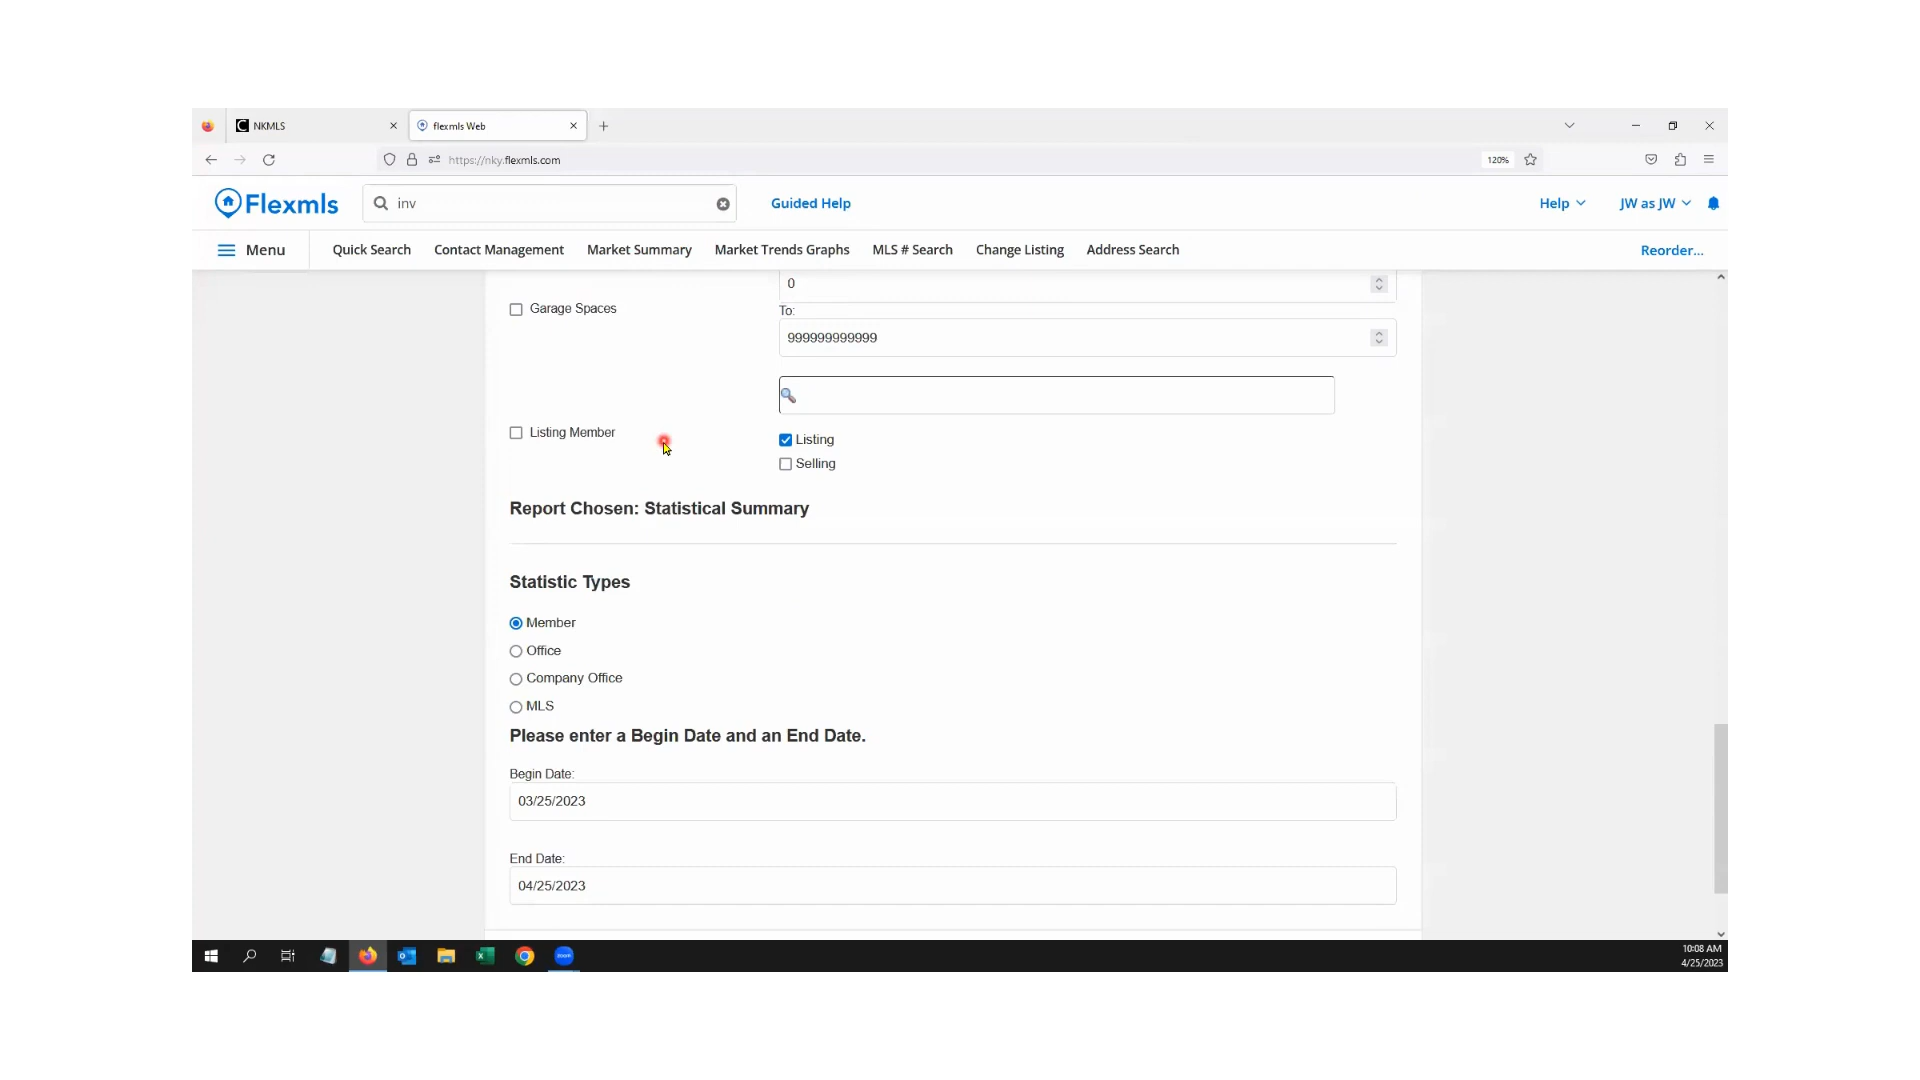 NKMLS
flexmls Web
https://nky.flexmls.com
120%
Flexmls
inv
Guided Help
Help
JW as JW
Menu
Quick Search
Contact Management
Market Summary
Market Trends Graphs
MLS # Search
Change Listing
Address Search
Reorder...
0
Garage Spaces
To:
999999999999
Listing Member
Listing
Selling
Report Chosen: Statistical Summary
Statistic Types
Member
Office
Company Office
MLS
Please enter a Begin Date and an End Date.
Begin Date:
03/25/2023
End Date:
04/25/2023
zoom
10:08 AM
4/25/2023